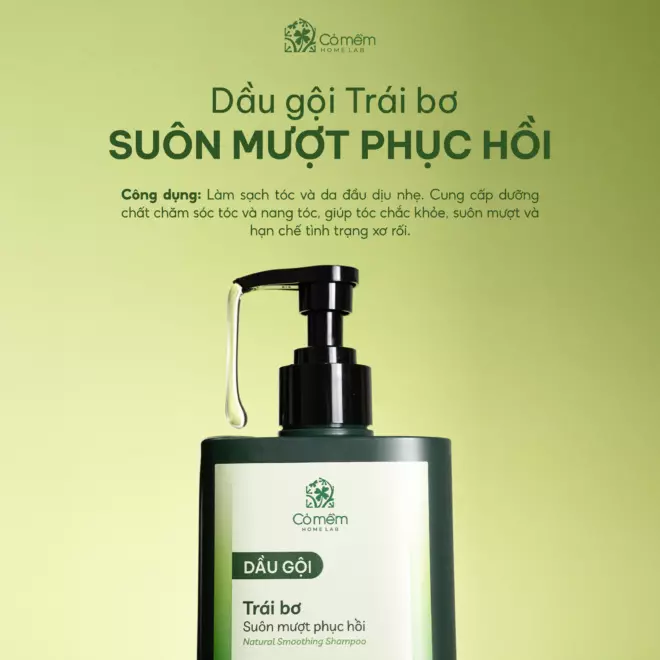 Cỏ mềm
HOME LAB
Dầu gội Trái bơ
SUÔN MƯỢT PHỤC HỒI
Công dụng: Làm sạch tóc và da đầu dịu nhẹ. Cung cấp dưỡng
chất chăm sóc tóc và nang tóc, giúp tóc chắc khỏe, suôn mượt và
hạn chế tình trạng xơ rối.
Cỏ mềm
HOME LAB
DẦU GỘI
Trái bơ
Suôn mượt phục hồi
Natural Smoothing Shampoo